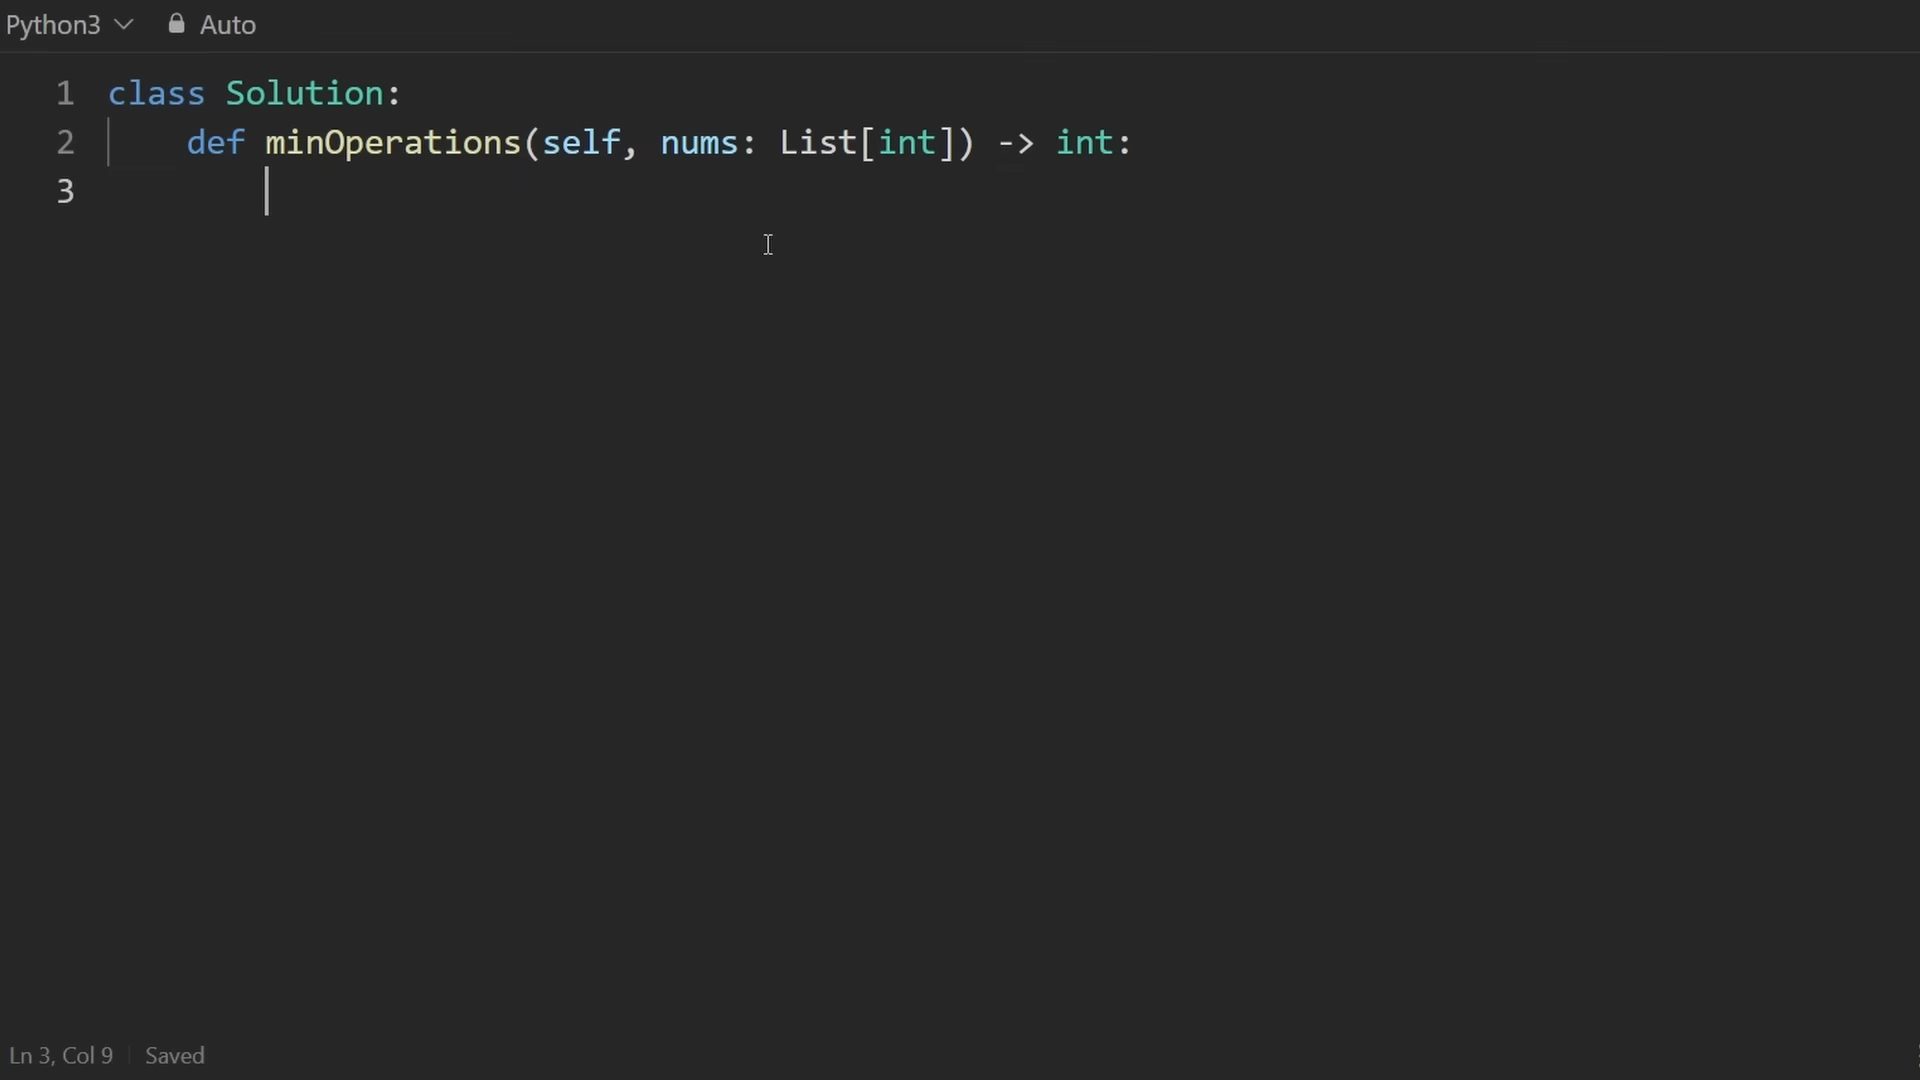 Python3 Auto
1 class Solution:
2 def minOperations(self, nums: List[int]) -> int:
3
Ln 3, Col 9 Saved